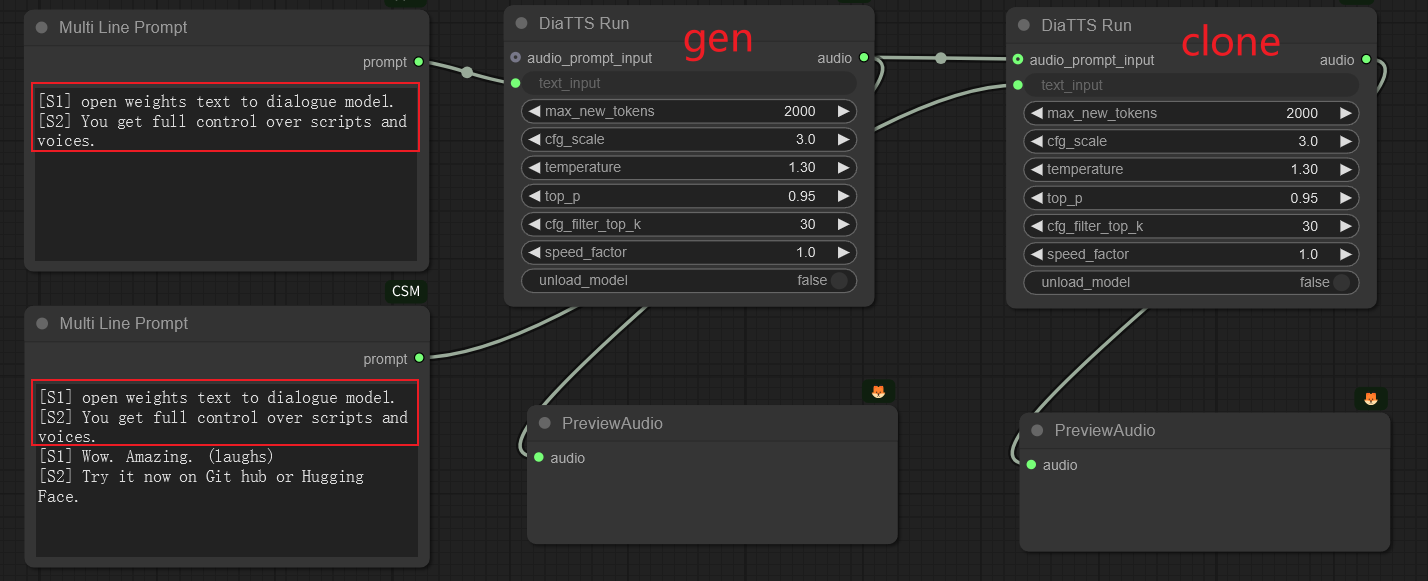 Multi Line Prompt
prompt
[S1] open weights text to dialogue model.
[S2] You get full control over scripts and
voices.
DiaTTS Run
gen
audio_prompt_input
audio
text_input
max_new_tokens 2000
cfg_scale 3.0
temperature 1.30
top_p 0.95
cfg_filter_top_k 30
speed_factor 1.0
unload_model false
DiaTTS Run
clone
audio_prompt_input
audio
text_input
max_new_tokens 2000
cfg_scale 3.0
temperature 1.30
top_p 0.95
cfg_filter_top_k 30
speed_factor 1.0
unload_model false
CSM
Multi Line Prompt
prompt
[S1] open weights text to dialogue model.
[S2] You get full control over scripts and
voices.
[S1] Wow. Amazing. (laughs)
[S2] Try it now on Git hub or Hugging
Face.
PreviewAudio
audio
PreviewAudio
audio